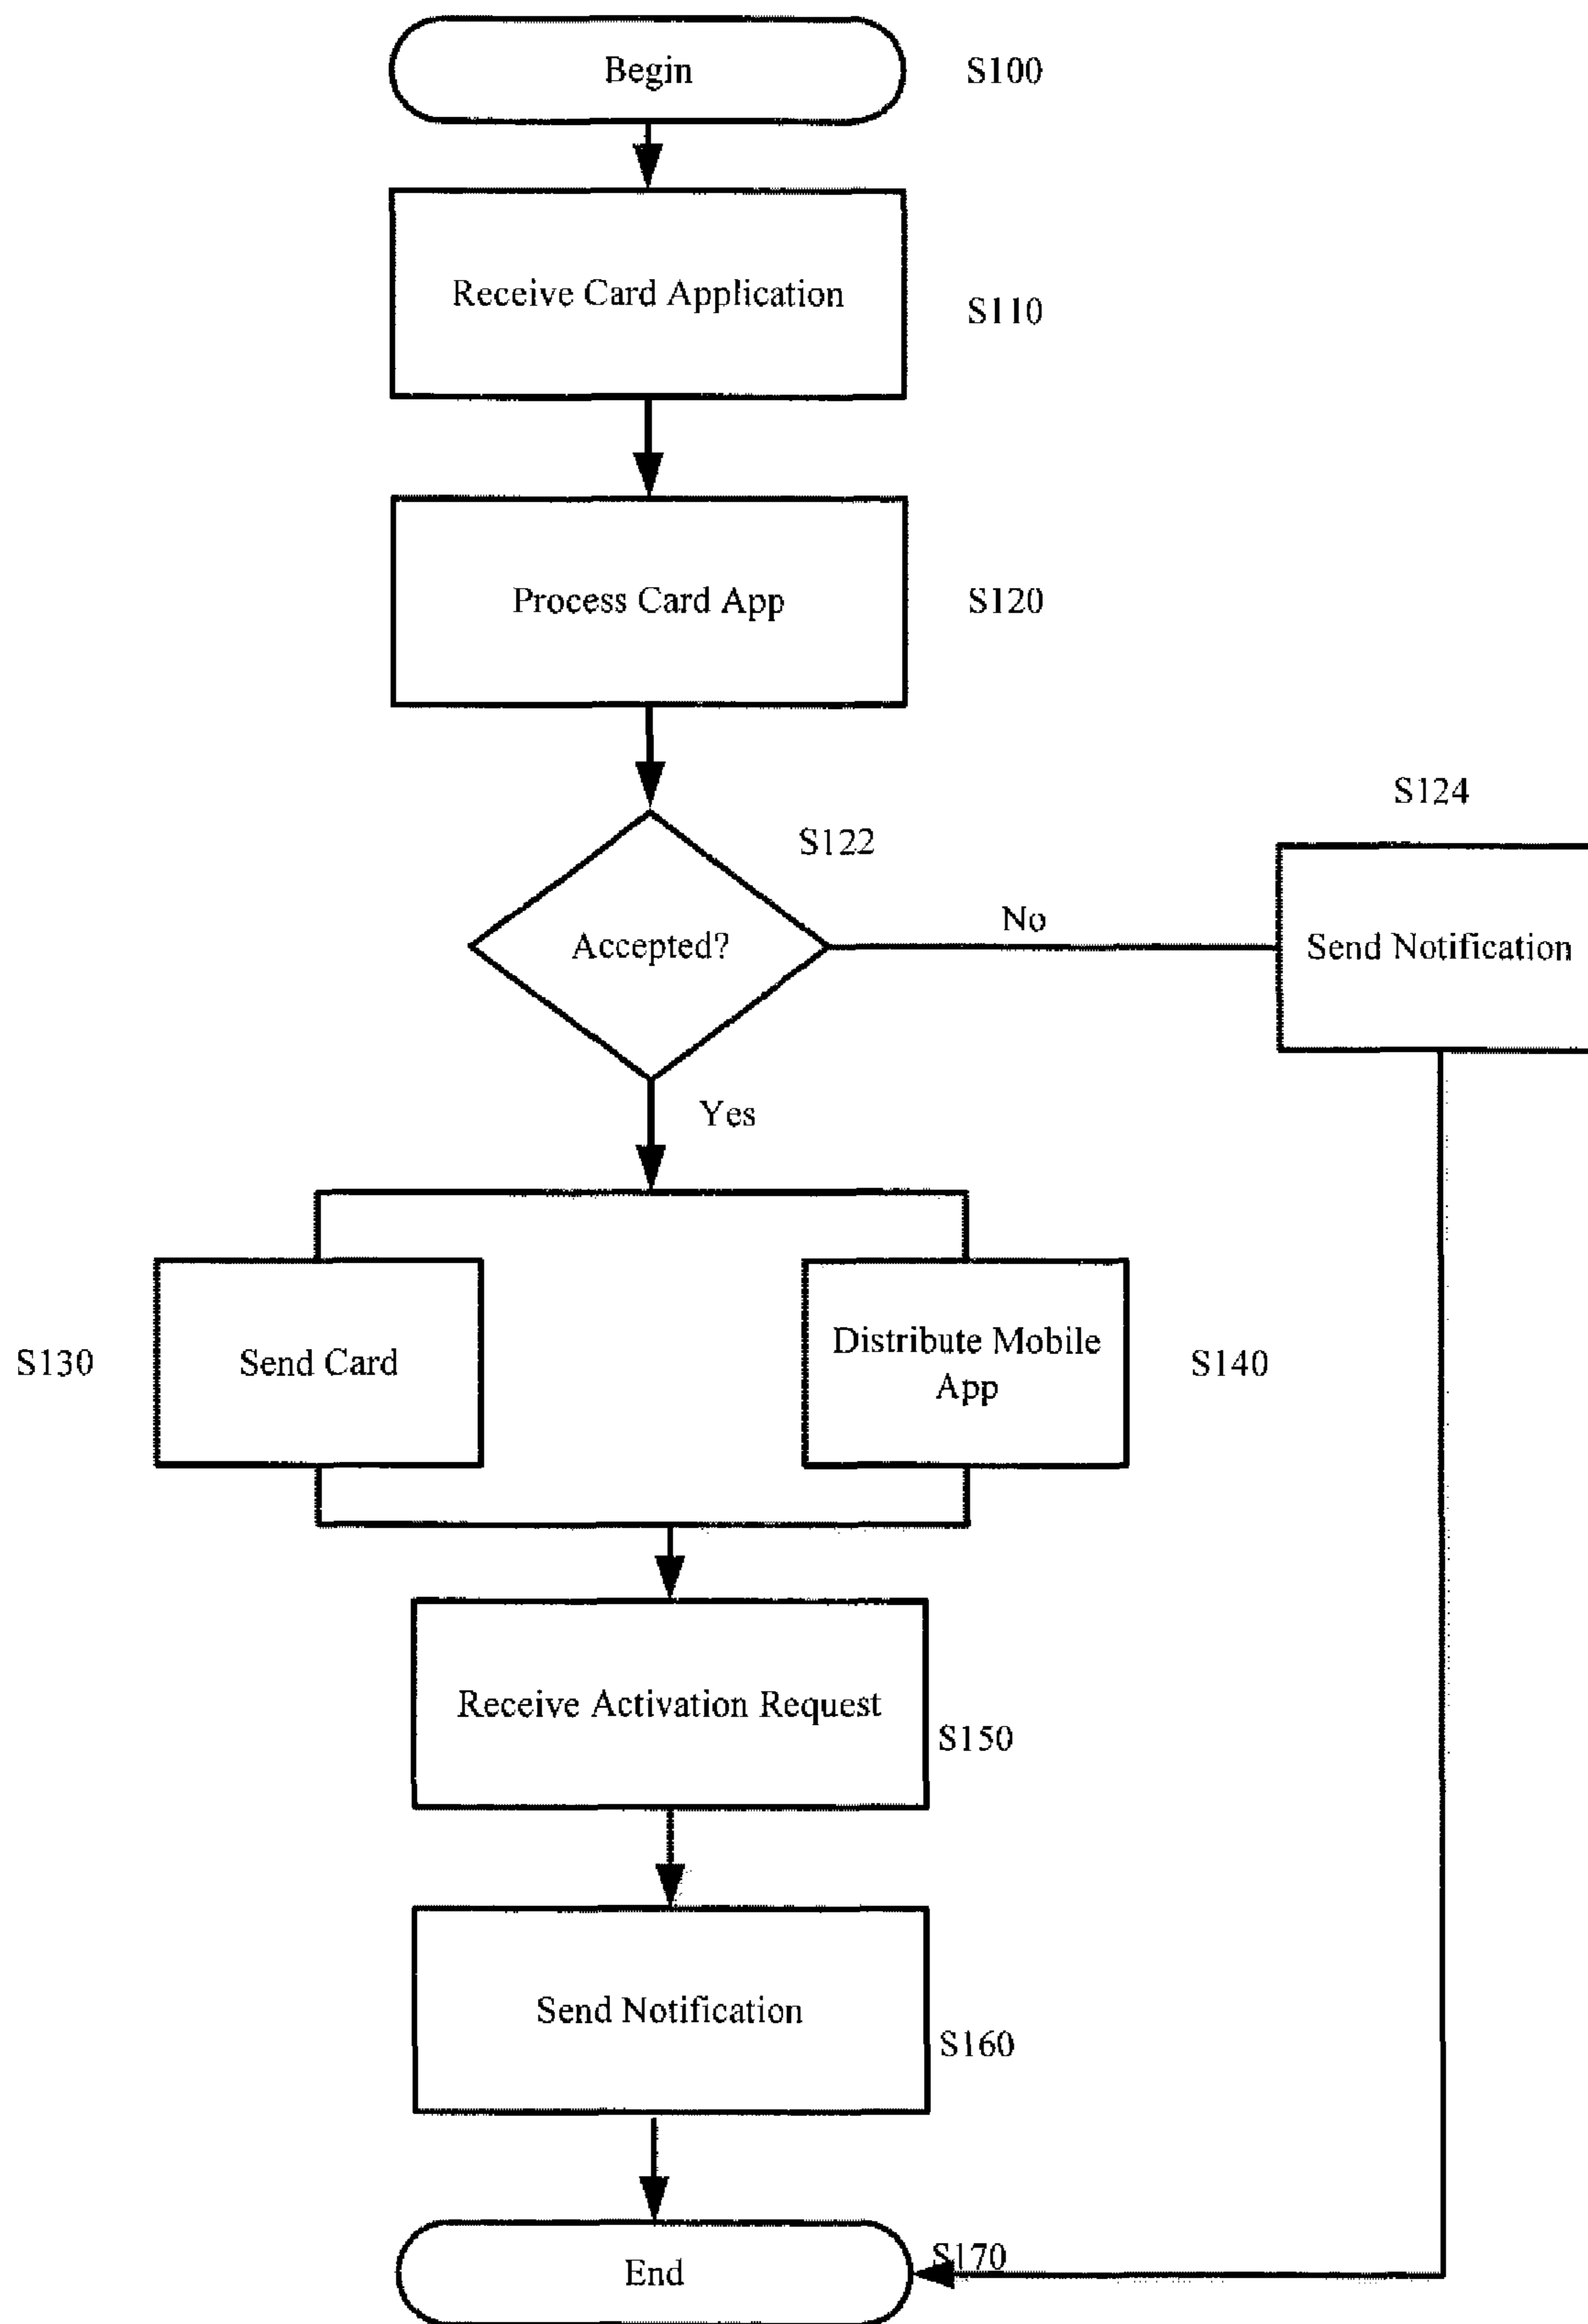 Begin
S100
Receive Card Application
S110
Process Card App
S120
S124
S122
Accepted?
No
Send Notification
Yes
S130
Send Card
Distribute Mobile
App
S140
Receive Activation Request
S150
Send Notification
S160
End
S170